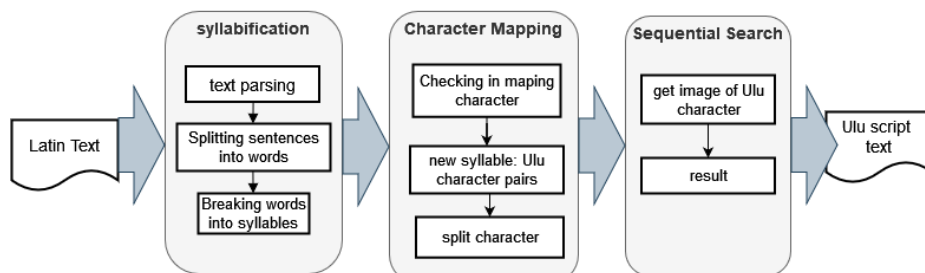 Latin Text
syllabification
text parsing
Splitting sentences
into words
Breaking words
into syllables
Character Mapping
Checking in maping
character
new syllable: Ulu
character pairs
split character
Sequential Search
get image of Ulu
character
result
Ulu script
text